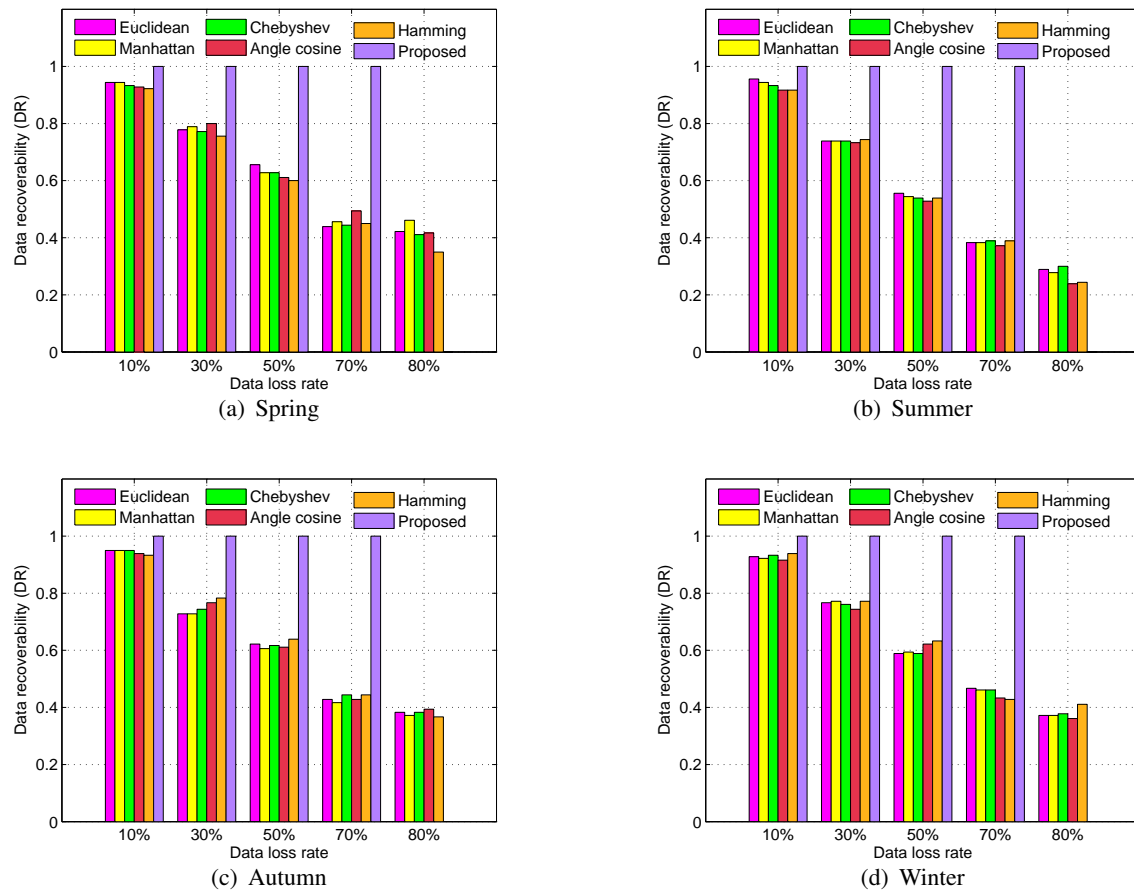 Euclidean Chebyshev Hamming
Manhattan Angle cosine Proposed
Data recoverability (DR)
1
0.8
0.6
0.4
0.2
0
10% 30% 50% 70% 80%
Data loss rate
(a) Spring
Euclidean Chebyshev Hamming
Manhattan Angle cosine Proposed
Data recoverability (DR)
1
0.8
0.6
0.4
0.2
0
10% 30% 50% 70% 80%
Data loss rate
(b) Summer
Euclidean Chebyshev Hamming
Manhattan Angle cosine Proposed
Data recoverability (DR)
1
0.8
0.6
0.4
0.2
0
10% 30% 50% 70% 80%
Data loss rate
(c) Autumn
Euclidean Chebyshev Hamming
Manhattan Angle cosine Proposed
Data recoverability (DR)
1
0.8
0.6
0.4
0.2
0
10% 30% 50% 70% 80%
Data loss rate
(d) Winter